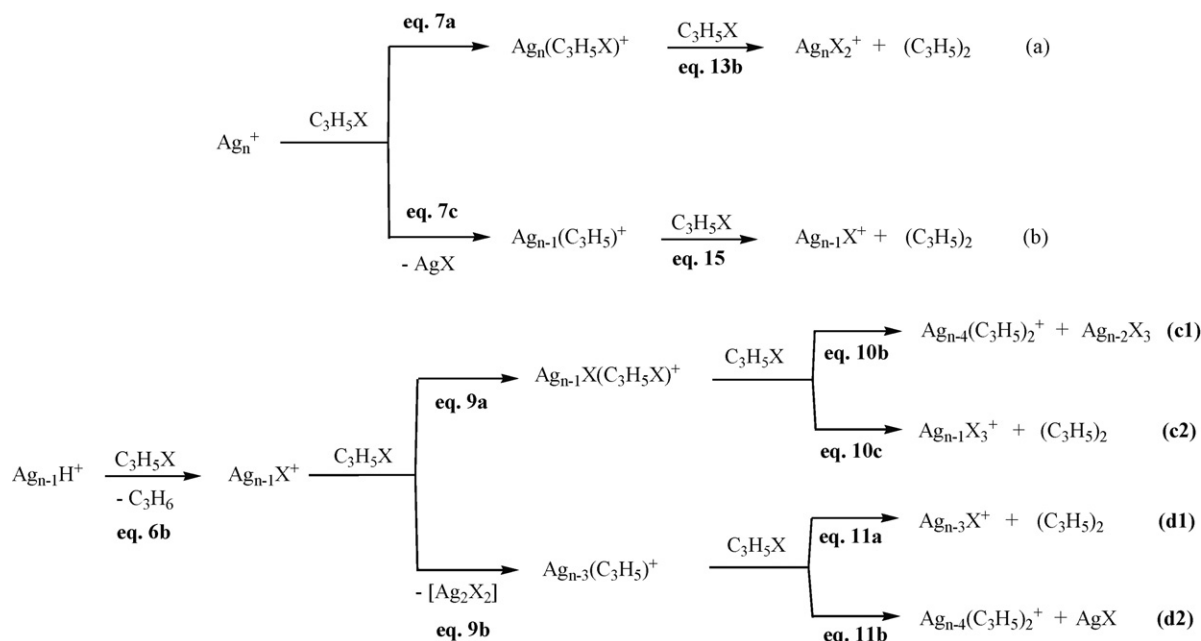 eq. 7a
Agₙ(C₃H₅X)⁺ C₃H₅X AgₙX₂⁺ + (C₃H₅)₂ (a)
eq. 13b
Agₙ⁺ C₃H₅X
eq. 7c
- AgX
Agₙ₋₁(C₃H₅)⁺ C₃H₅X Agₙ₋₁X⁺ + (C₃H₅)₂ (b)
eq. 15
Agₙ₋₁H⁺ C₃H₅X Agₙ₋₁X⁺ C₃H₅X
- C₃H₆
eq. 6b
eq. 9a
Agₙ₋₁X(C₃H₅X)⁺ C₃H₅X
eq. 10b
Agₙ₋₄(C₃H₅)₂⁺ + Agₙ₋₂X₃ (c1)
eq. 10c
Agₙ₋₁X₃⁺ + (C₃H₅)₂ (c2)
- [Ag₂X₂]
eq. 9b
Agₙ₋₃(C₃H₅)⁺ C₃H₅X
eq. 11a
Agₙ₋₃X⁺ + (C₃H₅)₂ (d1)
eq. 11b
Agₙ₋₄(C₃H₅)₂⁺ + AgX (d2)